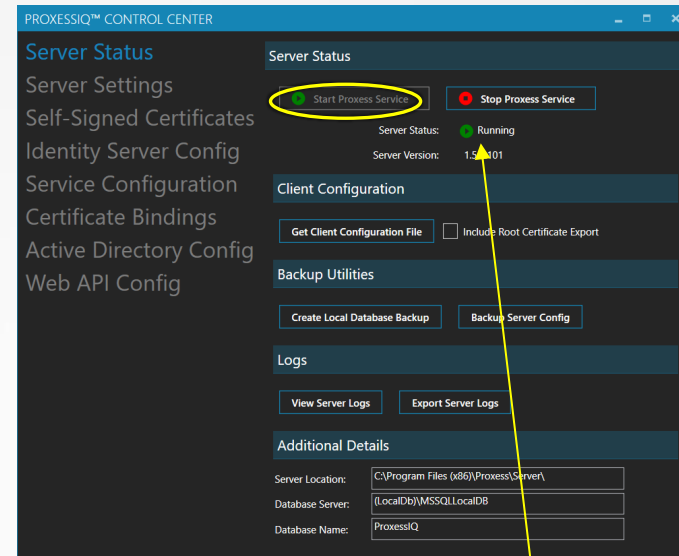 PROXESSIQ™ CONTROL CENTER
Server Status
Server Settings
Self-Signed Certificates
Identity Server Config
Service Configuration
Certificate Bindings
Active Directory Config
Web API Config
Server Status
Start Proxess Service Stop Proxess Service
Server Status: Running
Server Version:
Client Configuration
Get Client Configuration File Include Root Certificate Export
Backup Utilities
Create Local Database Backup Backup Server Config
Logs
View Server Logs Export Server Logs
Additional Details
Server Location: C:\Program Files (x86)\Proxess\Server\
Database Server: (LocalDb)\MSSQLLocalDB
Database Name: ProxessIQ